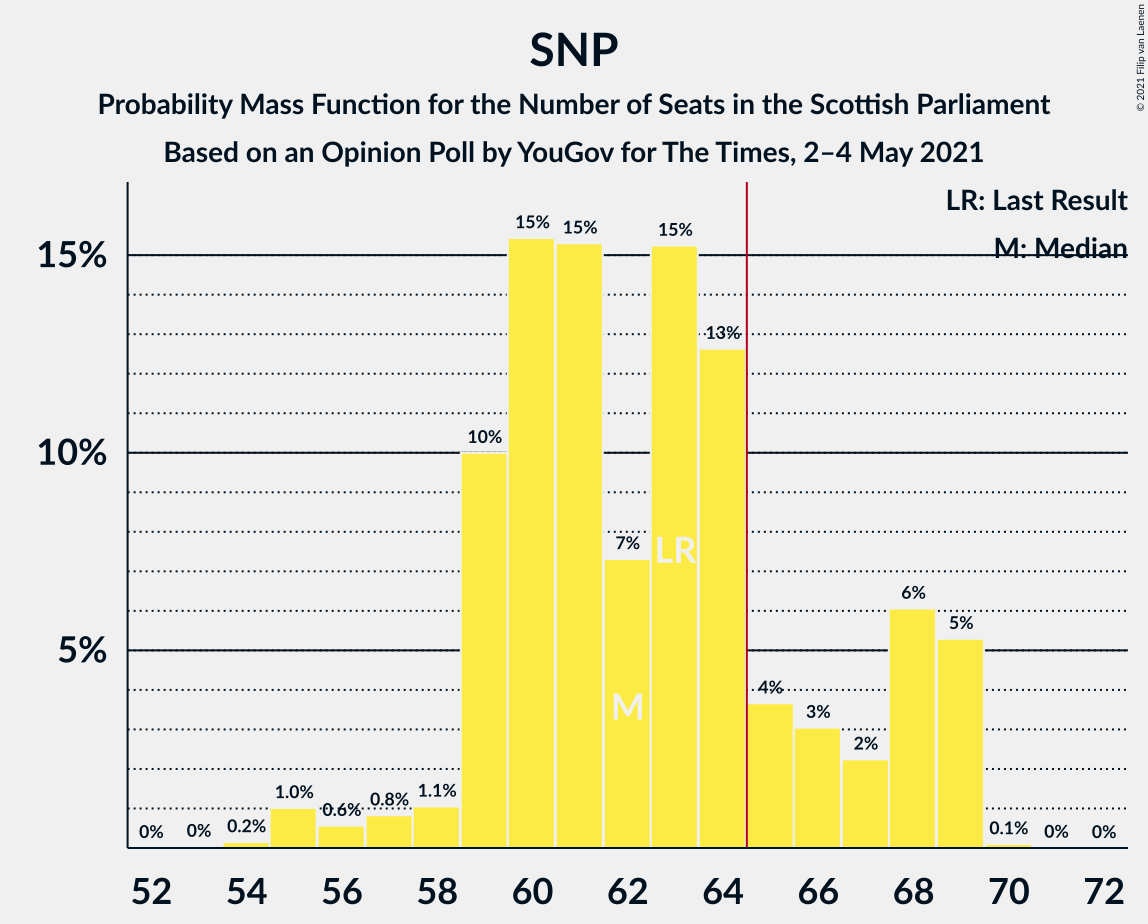 SNP
Probability Mass Function for the Number of Seats in the Scottish Parliament
Based on an Opinion Poll by YouGov for The Times, 2–4 May 2021
© 2021 Filip van Laenen
LR: Last Result
M: Median
15%
10%
5%
0%
0%
0.2%
1.0%
0.6%
0.8%
1.1%
10%
15%
15%
7%
15%
13%
4%
3%
2%
6%
5%
0.1%
0%
0%
LR
M
52 54 56 58 60 62 64 66 68 70 72